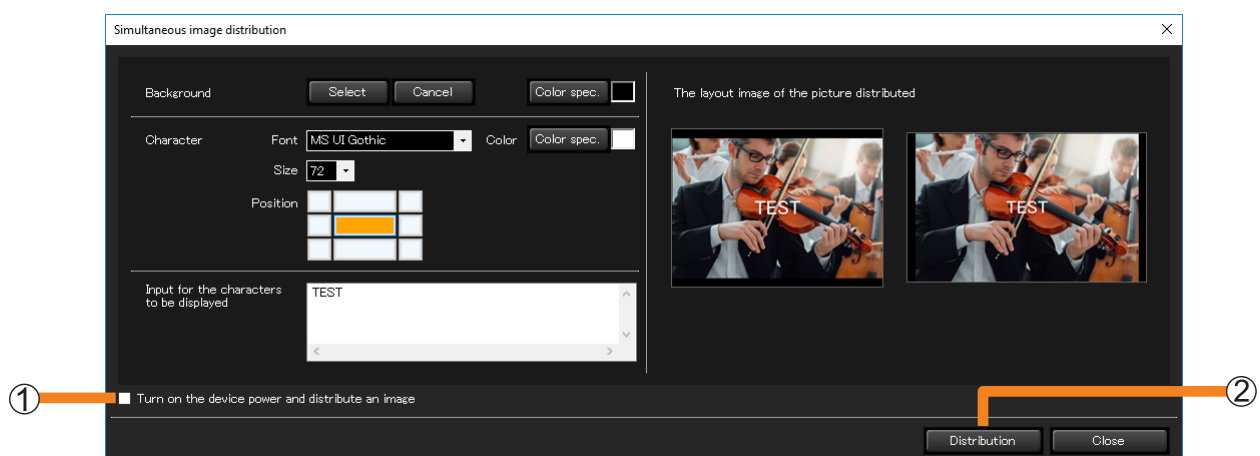 Simultaneous image distribution
Background Select Cancel Color spec.
The layout image of the picture distributed
Character Font MS UI Gothic Color Color spec.
Size 72
Position
TEST
TEST
Input for the characters
to be displayed
TEST
① Turn on the device power and distribute an image
②
Distribution Close